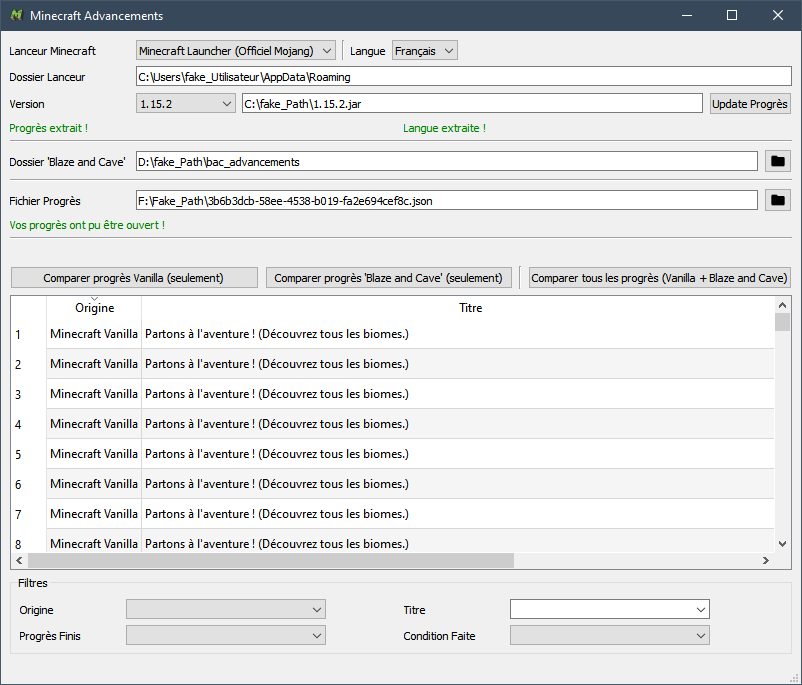 Minecraft Advancements
Lanceur Minecraft Minecraft Launcher (Officiel Mojang) Langue Français
Dossier Lanceur C:\Users\fake_Utilisateur\AppData\Roaming
Version 1.15.2 C:\fake_Path\1.15.2.jar Update Progrès
Progrès extrait ! Langue extraite !
Dossier 'Blaze and Cave' D:\fake_Path\bac_advancements
Fichier Progrès F:\Fake_Path\3b6b3dcb-58ee-4538-b019-fa2e694cef8c.json
Vos progrès ont pu être ouvert !
Comparer progrès Vanilla (seulement) Comparer progrès 'Blaze and Cave' (seulement) Comparer tous les progrès (Vanilla + Blaze and Cave)
Origine Titre
1 Minecraft Vanilla Partons à l'aventure ! (Découvrez tous les biomes.)
2 Minecraft Vanilla Partons à l'aventure ! (Découvrez tous les biomes.)
3 Minecraft Vanilla Partons à l'aventure ! (Découvrez tous les biomes.)
4 Minecraft Vanilla Partons à l'aventure ! (Découvrez tous les biomes.)
5 Minecraft Vanilla Partons à l'aventure ! (Découvrez tous les biomes.)
6 Minecraft Vanilla Partons à l'aventure ! (Découvrez tous les biomes.)
7 Minecraft Vanilla Partons à l'aventure ! (Découvrez tous les biomes.)
8 Minecraft Vanilla Partons à l'aventure ! (Découvrez tous les biomes.)
Filtres
Origine Titre
Progrès Finis Condition Faite